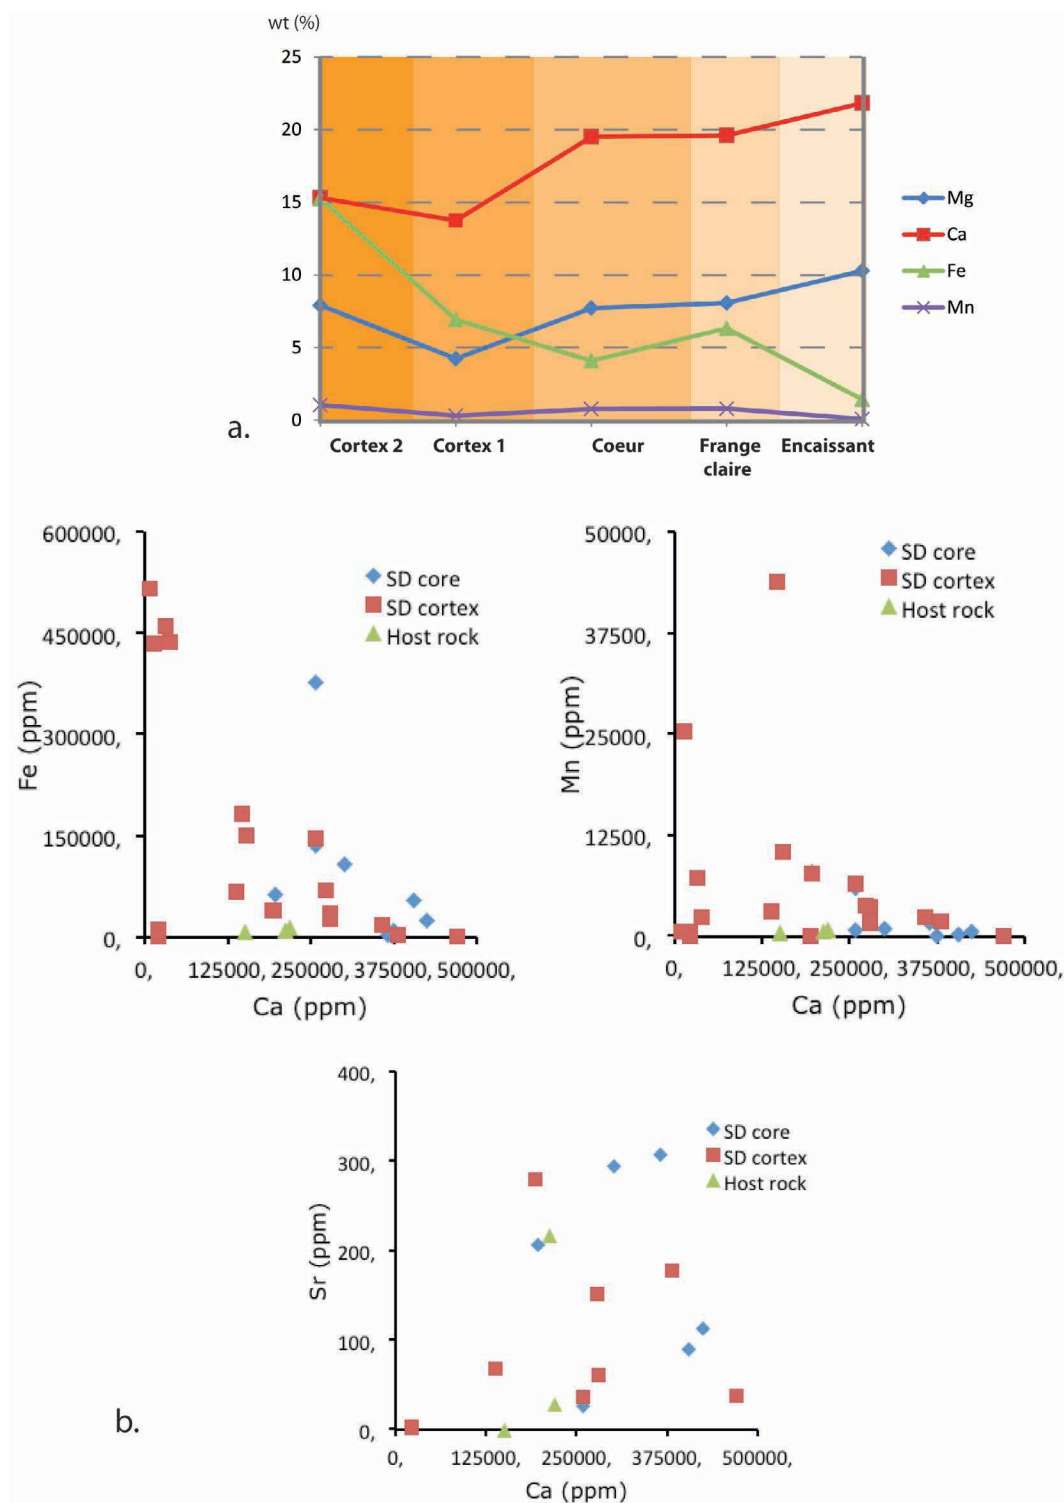 wt (%)
25
20
15
10
5
0
Cortex 2 Cortex 1 Coeur Frange claire Encaissant
Mg
Ca
Fe
Mn
a.
600000,
450000,
300000,
150000,
0,
Fe (ppm)
SD core
SD cortex
Host rock
0, 125000, 250000, 375000, 500000,
Ca (ppm)
50000,
37500,
25000,
12500,
0,
Mn (ppm)
SD core
SD cortex
Host rock
0, 125000, 250000, 375000, 500000,
Ca (ppm)
400,
300,
200,
100,
0,
Sr (ppm)
SD core
SD cortex
Host rock
0, 125000, 250000, 375000, 500000,
Ca (ppm)
b.